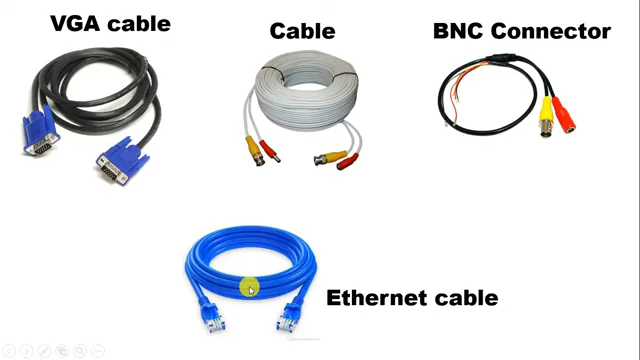 VGA cable
Cable
BNC Connector
Ethernet cable